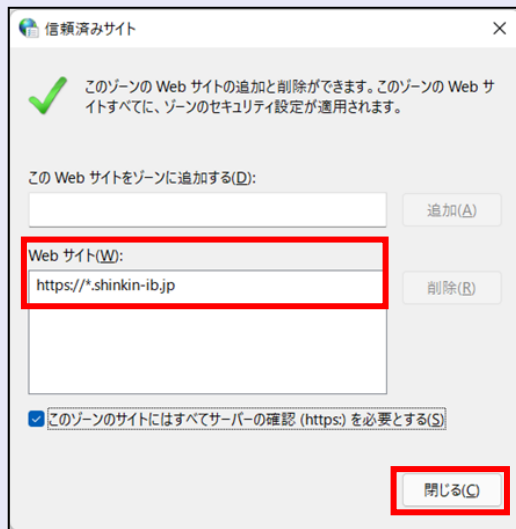 信頼済みサイト
このゾーンの Web サイトの追加と削除ができます。このゾーンの Web サ
イトすべてに、ゾーンのセキュリティ設定が適用されます。
この Web サイトをゾーンに追加する(D):
追加(A)
Web サイト(W):
https://*.shinkin-ib.jp
削除(R)
このゾーンのサイトにはすべてサーバーの確認 (https:) を必要とする(S)
閉じる(C)